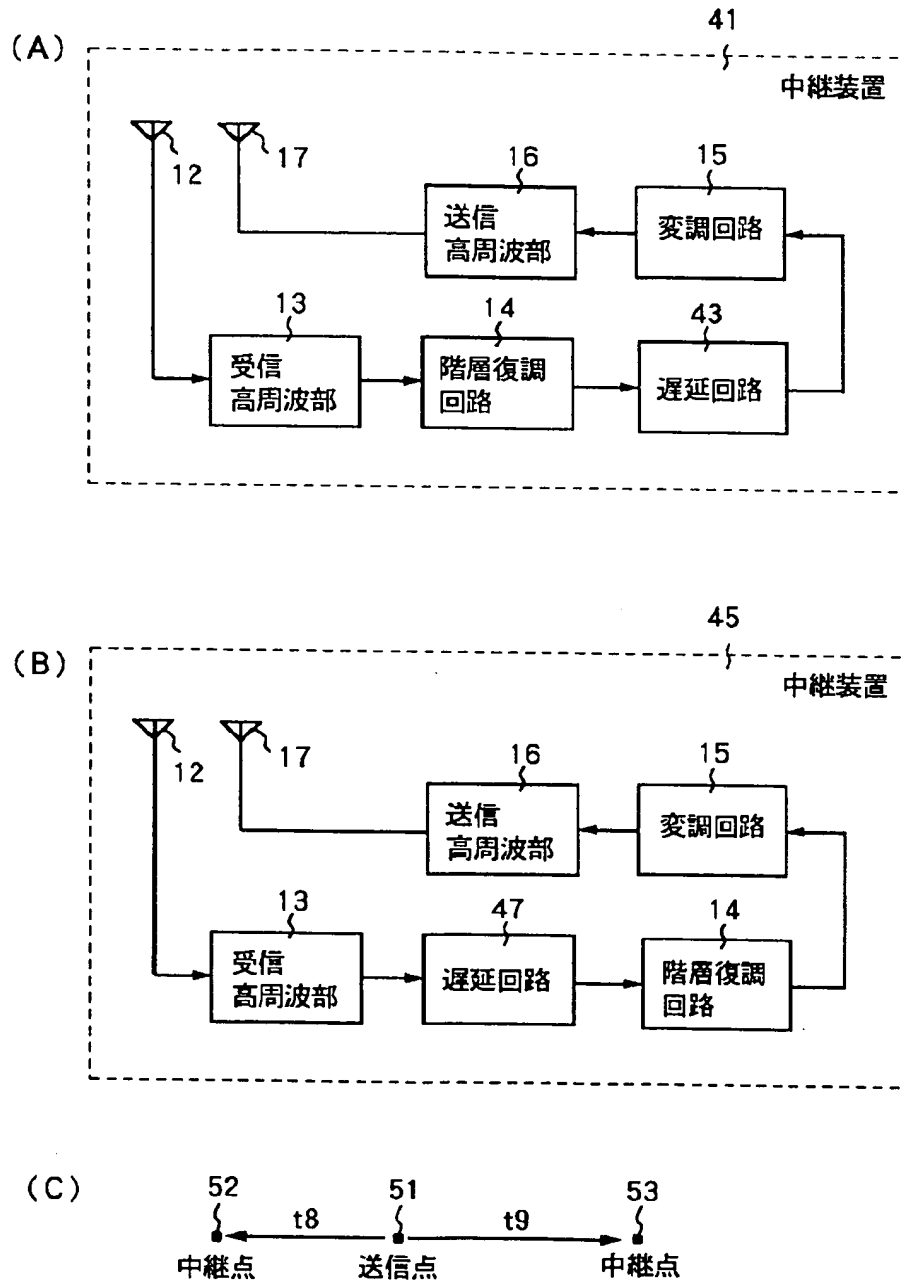 (A)
41
中継装置
12
17
16
送信
高周波部
15
変調回路
13
受信
高周波部
14
階層復調
回路
43
遅延回路
(B)
45
中継装置
12
17
16
送信
高周波部
15
変調回路
13
受信
高周波部
47
遅延回路
14
階層復調
回路
(C)
52
51
53
t8
t9
中継点
送信点
中継点